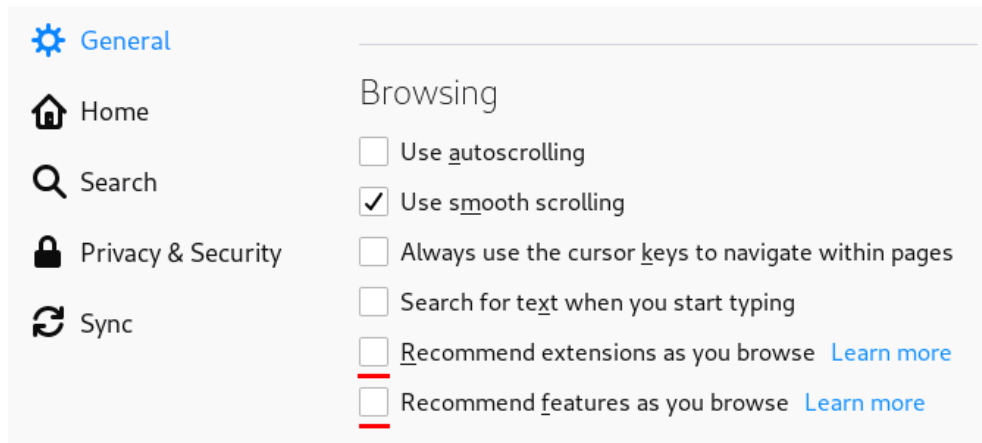 General
Home
Search
Privacy & Security
Sync
Browsing
Use autoscrolling
Use smooth scrolling
Always use the cursor keys to navigate within pages
Search for text when you start typing
Recommend extensions as you browse Learn more
Recommend features as you browse Learn more